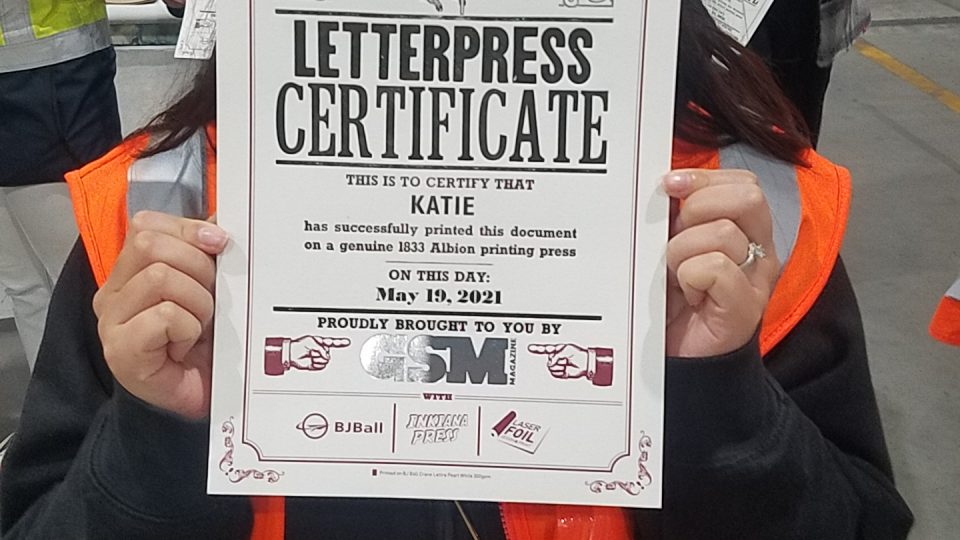 LETTERPRESS
CERTIFICATE
THIS IS TO CERTIFY THAT
KATIE
has successfully printed this document
on a genuine 1833 Albion printing press
ON THIS DAY:
May 19, 2021
PROUDLY BROUGHT TO YOU BY
GSM MAGAZINE
WITH
BJBall
INKIANA
PRESS
LASER
FOIL